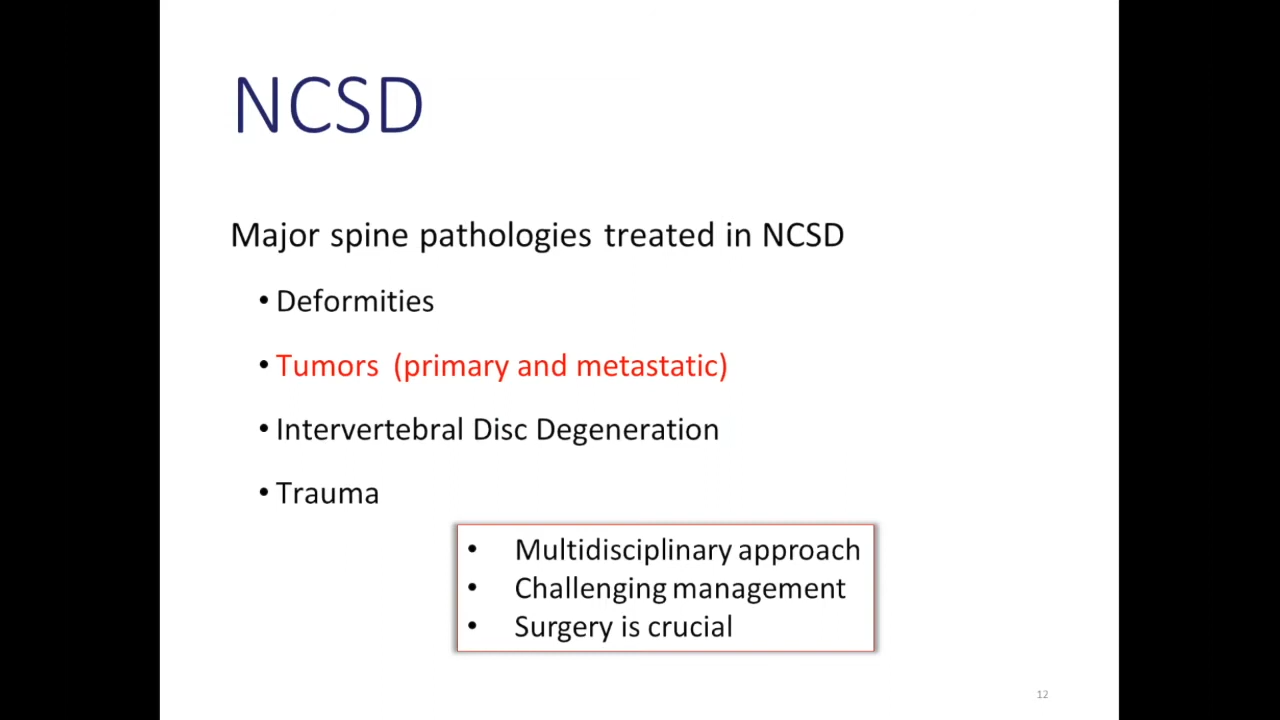 NCSD
Major spine pathologies treated in NCSD
• Deformities
• Tumors (primary and metastatic)
• Intervertebral Disc Degeneration
• Trauma
• Multidisciplinary approach
• Challenging management
• Surgery is crucial
12